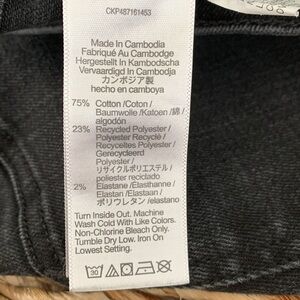 CKP487161453
Made In Cambodia
Fabriqué Au Cambodge
Hergestellt In Kambodscha
Vervaardigd In Cambodja
カンボジア製
hecho en camboya
75% Cotton /Coton /
Baumwolle /Katoen /綿 /
algodón
23% Recycled Polyester /
Polyester Recyclé /
Recyceltes Polyester /
Gerecycleerd
Polyester /
リサイクルポリエステル /
poliester reciclado
2% Elastane /Elasthanne /
Elastan /Elastaan /
ポリウレタン /elastano
Turn Inside Out. Machine
Wash Cold With Like Colors.
Non-Chlorine Bleach Only.
Tumble Dry Low. Iron On
Lowest Setting.
30